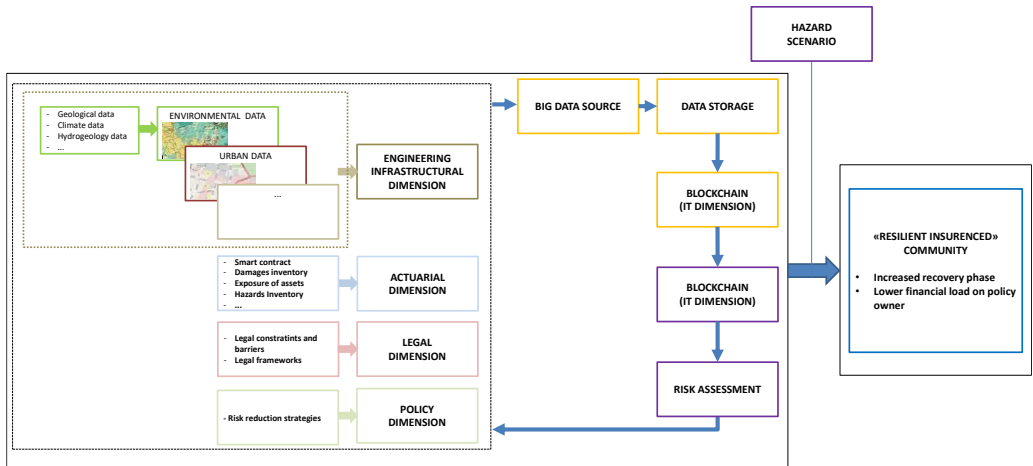 HAZARD
SCENARIO
- Geological data
- Climate data
- Hydrogeology data
- ...
ENVIRONMENTAL DATA
URBAN DATA
...
ENGINEERING
INFRASTRUCTURAL
DIMENSION
BIG DATA SOURCE
DATA STORAGE
BLOCKCHAIN
(IT DIMENSION)
- Smart contract
- Damages inventory
- Exposure of assets
- Hazards Inventory
- ...
ACTUARIAL
DIMENSION
BLOCKCHAIN
(IT DIMENSION)
- Legal constratints and
barriers
- Legal frameworks
LEGAL
DIMENSION
RISK ASSESSMENT
- Risk reduction strategies
POLICY
DIMENSION
«RESILIENT INSURENCED»
COMMUNITY
• Increased recovery phase
• Lower financial load on policy
owner